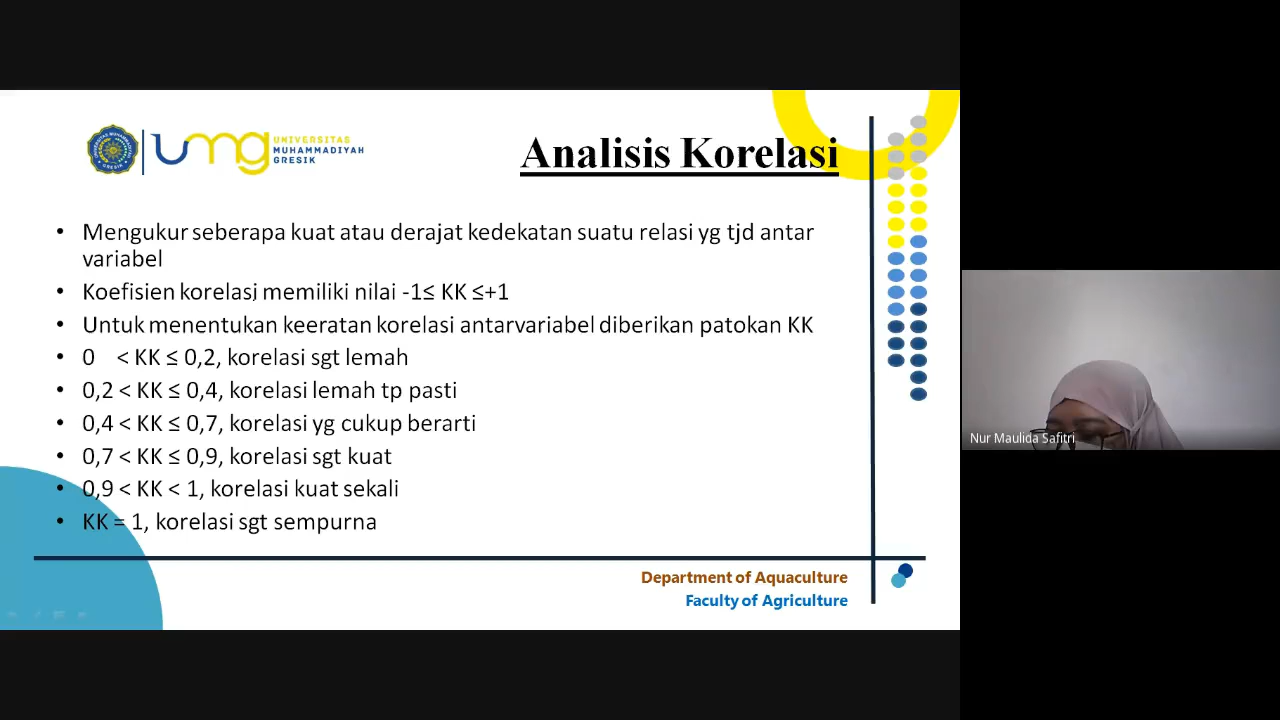 umg
UNIVERSITAS
MUHAMMADIYAH
GRESIK
Analisis Korelasi
• Mengukur seberapa kuat atau derajat kedekatan suatu relasi yg tjd antar
variabel
• Koefisien korelasi memiliki nilai -1≤ KK ≤+1
• Untuk menentukan keeratan korelasi antarvariabel diberikan patokan KK
• 0 < KK ≤ 0,2, korelasi sgt lemah
• 0,2 < KK ≤ 0,4, korelasi lemah tp pasti
• 0,4 < KK ≤ 0,7, korelasi yg cukup berarti
• 0,7 < KK ≤ 0,9, korelasi sgt kuat
• 0,9 < KK < 1, korelasi kuat sekali
• KK = 1, korelasi sgt sempurna
Department of Aquaculture
Faculty of Agriculture
Nur Maulida Safitri